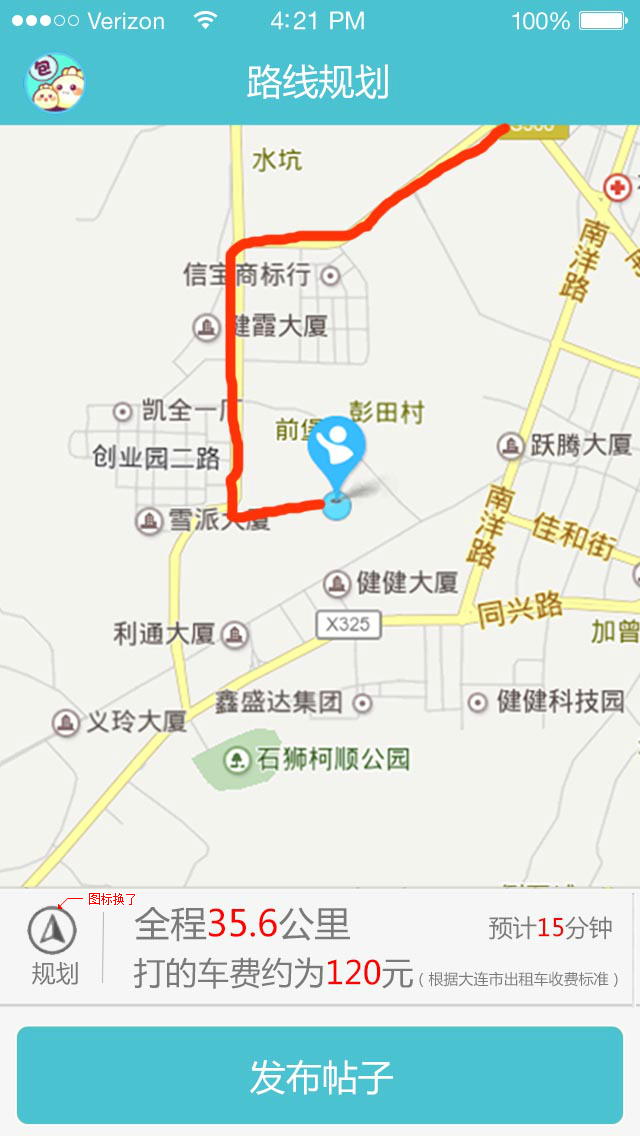 Verizon 4:21 PM 100%
包
路线规划
水坑
南洋路
信宝商标行
健霞大厦
彭田村
凯全一厂
前堡
跃腾大厦
创业园二路
南洋路
雪派大厦
佳和街
健健大厦
同兴路
X325
利通大厦
加曾
鑫盛达集团
健健科技园
义玲大厦
石狮柯顺公园
图标换了
全程35.6公里
预计15分钟
规划
打的车费约为120元(根据大连市出租车收费标准)
发布帖子